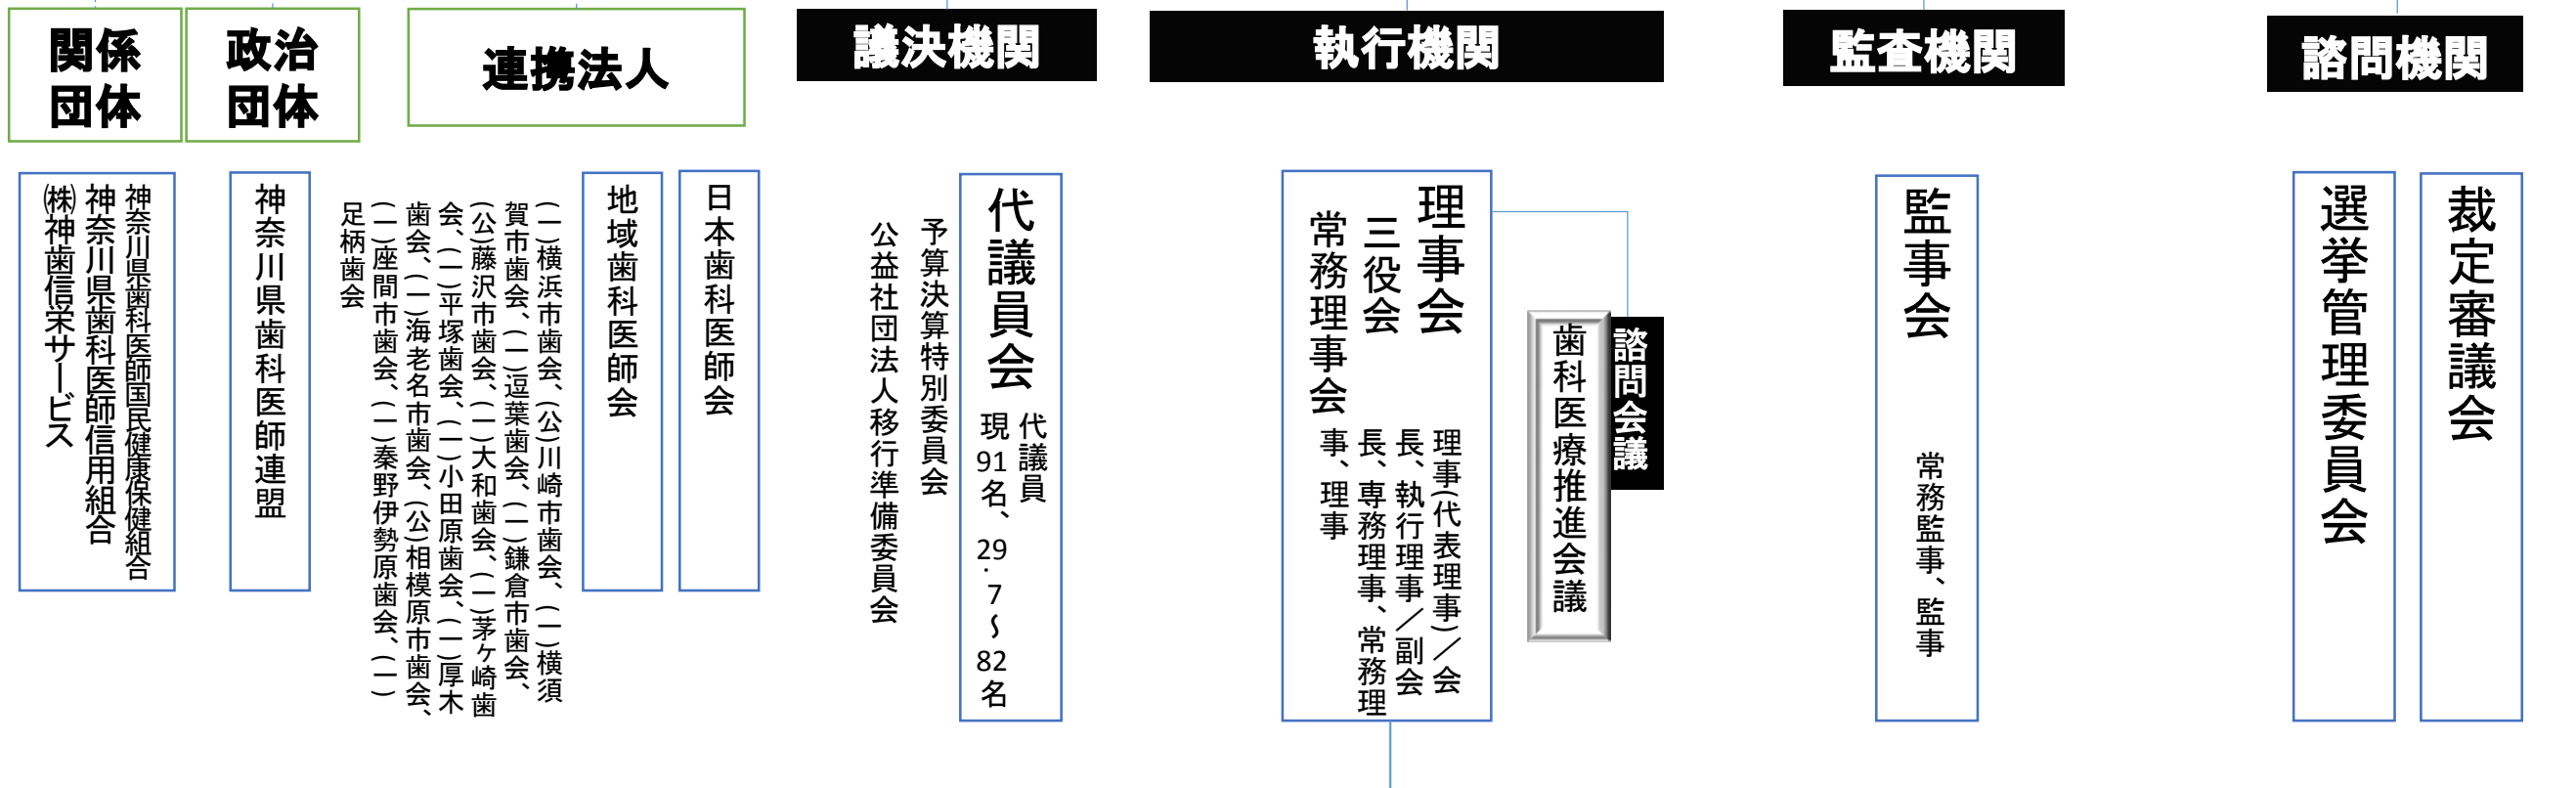 関係
団体
政治
団体
連携法人
議決機関
執行機関
監査機関
諮問機関
神奈川県歯科医師国民健康保健組合
神奈川県歯科医師信用組合
㈱神歯信栄サービス
神奈川県歯科医師連盟
(一)横浜市歯会、(公)川崎市歯会、(一)横須
賀市歯会、(一)逗葉歯会、(一)鎌倉市歯会、
(公)藤沢市歯会、(一)大和歯会、(一)茅ヶ崎歯
会、(一)平塚歯会、(一)小田原歯会、(一)厚木
歯会、(一)海老名市歯会、(公)相模原市歯会、
(一)座間市歯会、(一)秦野伊勢原歯会、(一)
足柄歯会
地域歯科医師会
日本歯科医師会
予算決算特別委員会
公益社団法人移行準備委員会
代議員会
代議員
現91名、29.7～82名
理事会
三役会
常務理事会
理事(代表理事)／会
長、執行理事／副会
長、専務理事、常務理
事、理事
諮問会議
歯科医療推進会議
監事会
常務監事、監事
選挙管理委員会
裁定審議会